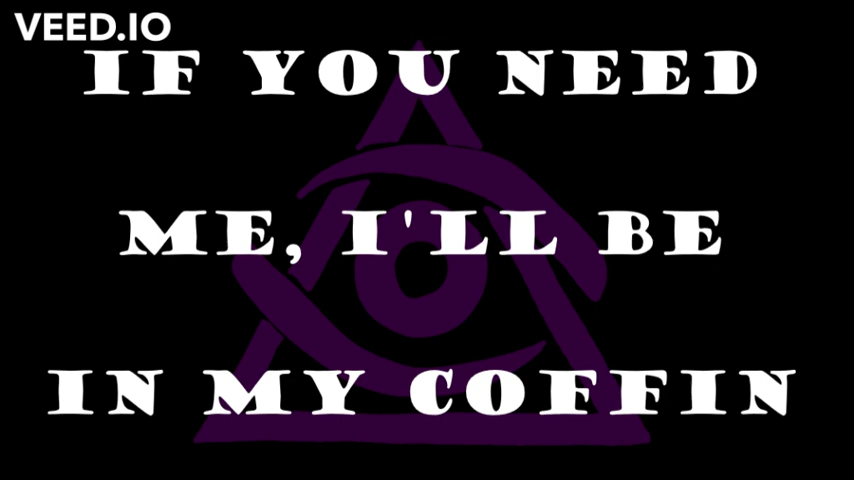 VEED.IO
IF YOU NEED
ME, I'LL BE
IN MY COFFIN